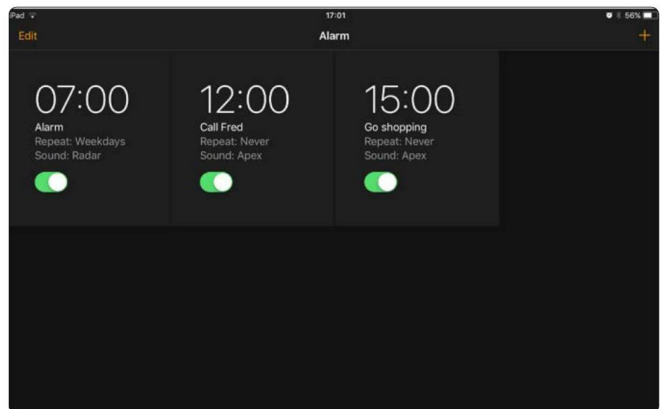 iPad 17:01 56%
Edit Alarm +
07:00
Alarm
Repeat: Weekdays
Sound: Radar
12:00
Call Fred
Repeat: Never
Sound: Apex
15:00
Go shopping
Repeat: Never
Sound: Apex